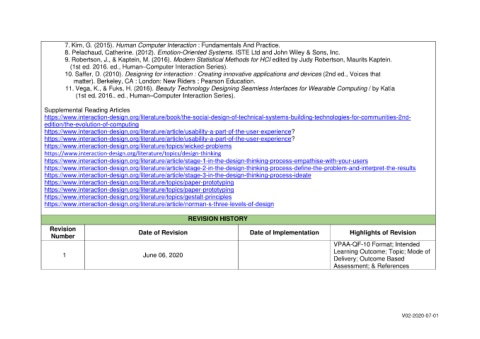 7. Kim, G. (2015). Human Computer Interaction : Fundamentals And Practice.
8. Pelachaud, Catherine. (2012). Emotion-Oriented Systems. ISTE Ltd and John Wiley & Sons, Inc.
9. Robertson, J., & Kaptein, M. (2016). Modern Statistical Methods for HCI edited by Judy Robertson, Maurits Kaptein.
(1st ed. 2016. ed., Human–Computer Interaction Series).
10. Saffer, D. (2010). Designing for interaction : Creating innovative applications and devices (2nd ed., Voices that
matter). Berkeley, CA : London: New Riders ; Pearson Education.
11. Vega, K., & Fuks, H. (2016). Beauty Technology Designing Seamless Interfaces for Wearable Computing / by Katia
(1st ed. 2016.. ed., Human–Computer Interaction Series).
Supplemental Reading Articles
https://www.interaction-design.org/literature/book/the-social-design-of-technical-systems-building-technologies-for-communities-2nd-
edition/the-evolution-of-computing
https://www.interaction-design.org/literature/article/usability-a-part-of-the-user-experience?
https://www.interaction-design.org/literature/article/usability-a-part-of-the-user-experience?
https://www.interaction-design.org/literature/topics/wicked-problems
https://www.interaction-design.org/literature/topics/design-thinking
https://www.interaction-design.org/literature/article/stage-1-in-the-design-thinking-process-empathise-with-your-users
https://www.interaction-design.org/literature/article/stage-2-in-the-design-thinking-process-define-the-problem-and-interpret-the-results
https://www.interaction-design.org/literature/article/stage-3-in-the-design-thinking-process-ideate
https://www.interaction-design.org/literature/topics/paper-prototyping
https://www.interaction-design.org/literature/topics/paper-prototyping
https://www.interaction-design.org/literature/topics/gestalt-principles
https://www.interaction-design.org/literature/article/norman-s-three-levels-of-design
REVISION HISTORY
Revision
Number
Date of Revision
Date of Implementation
Highlights of Revision
1
June 06, 2020
VPAA-QF-10 Format; Intended
Learning Outcome; Topic; Mode of
Delivery; Outcome Based
Assessment; & References
V02-2020-07-01